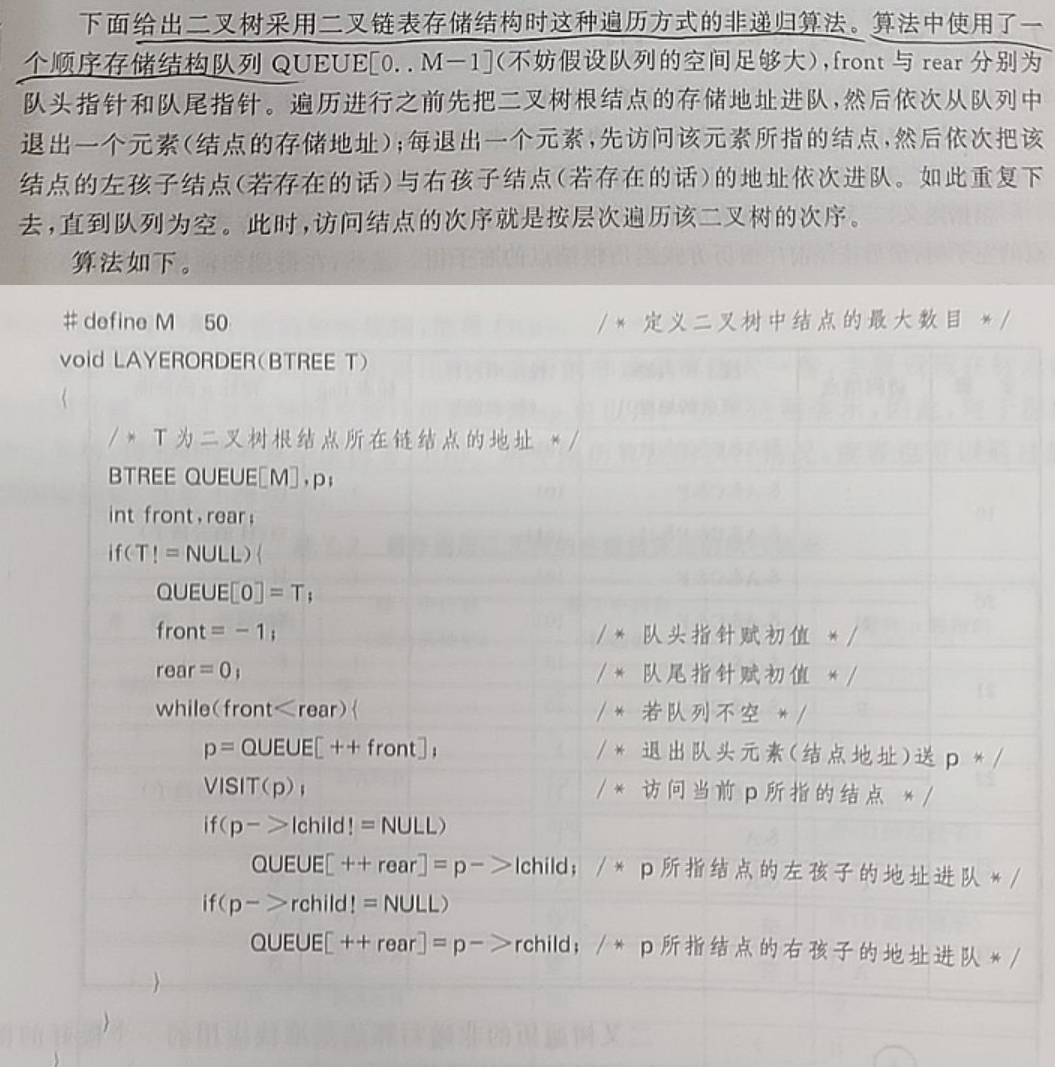 下面给出二叉树采用二叉链表存储结构时这种遍历方式的非递归算法。算法中使用了一
个顺序存储结构队列 QUEUE[0..M-1](不妨假设队列的空间足够大),front 与 rear 分别为
队头指针和队尾指针。遍历进行之前先把二叉树根结点的存储地址进队,然后依次从队列中
退出一个元素(结点的存储地址);每退出一个元素,先访问该元素所指的结点,然后依次把该
结点的左孩子结点(若存在的话)与右孩子结点(若存在的话)的地址依次进队。如此重复下
去,直到队列为空。此时,访问结点的次序就是按层次遍历该二叉树的次序。
算法如下。
# define M 50 /* 定义二叉树中结点的最大数目 */
void LAYERORDER(BTREE T)
{
/* T 为二叉树根结点所在链结点的地址 */
BTREE QUEUE[M],p;
int front,rear;
if(T!=NULL){
QUEUE[0]=T;
front=-1; /* 队头指针赋初值 */
rear=0; /* 队尾指针赋初值 */
while(front<rear){ /* 若队列不空 */
p=QUEUE[++front]; /* 退出队头元素(结点地址)送 p */
VISIT(p); /* 访问当前 p 所指的结点 */
if(p->lchild!=NULL)
QUEUE[++rear]=p->lchild; /* p 所指结点的左孩子的地址进队 */
if(p->rchild!=NULL)
QUEUE[++rear]=p->rchild; /* p 所指结点的右孩子的地址进队 */
}
}
}